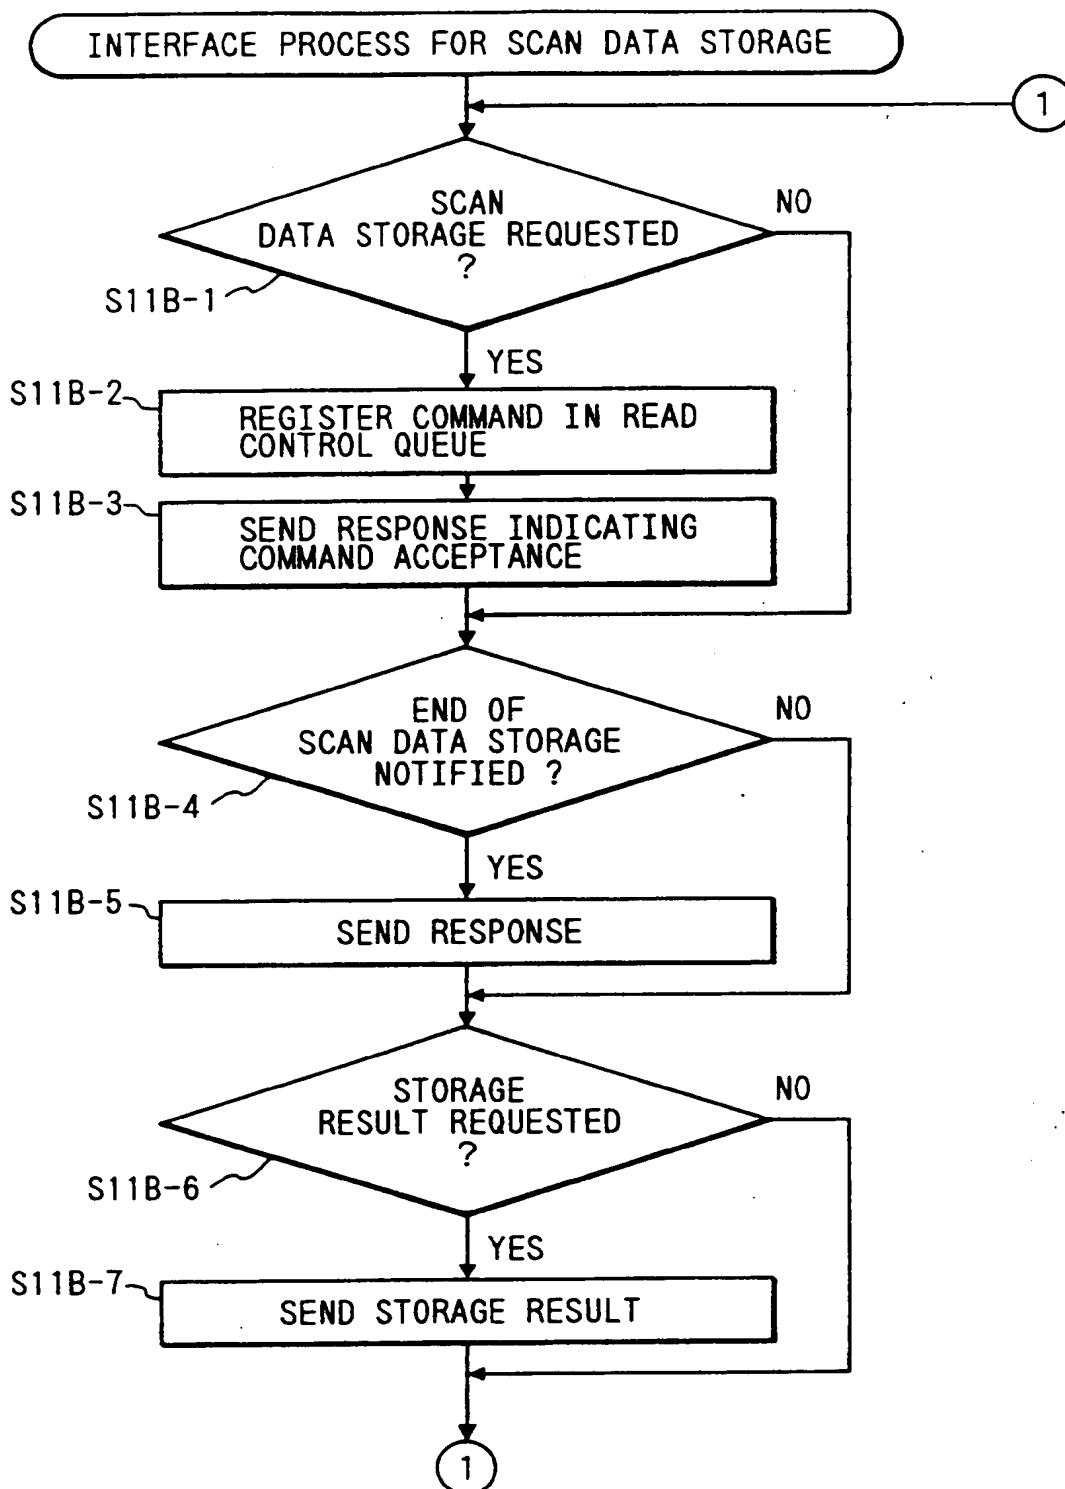 INTERFACE PROCESS FOR SCAN DATA STORAGE
1
SCAN
DATA STORAGE REQUESTED
?
NO
S11B-1
YES
S11B-2
REGISTER COMMAND IN READ
CONTROL QUEUE
S11B-3
SEND RESPONSE INDICATING
COMMAND ACCEPTANCE
END OF
SCAN DATA STORAGE
NOTIFIED ?
NO
S11B-4
YES
S11B-5
SEND RESPONSE
STORAGE
RESULT REQUESTED
?
NO
S11B-6
YES
S11B-7
SEND STORAGE RESULT
1